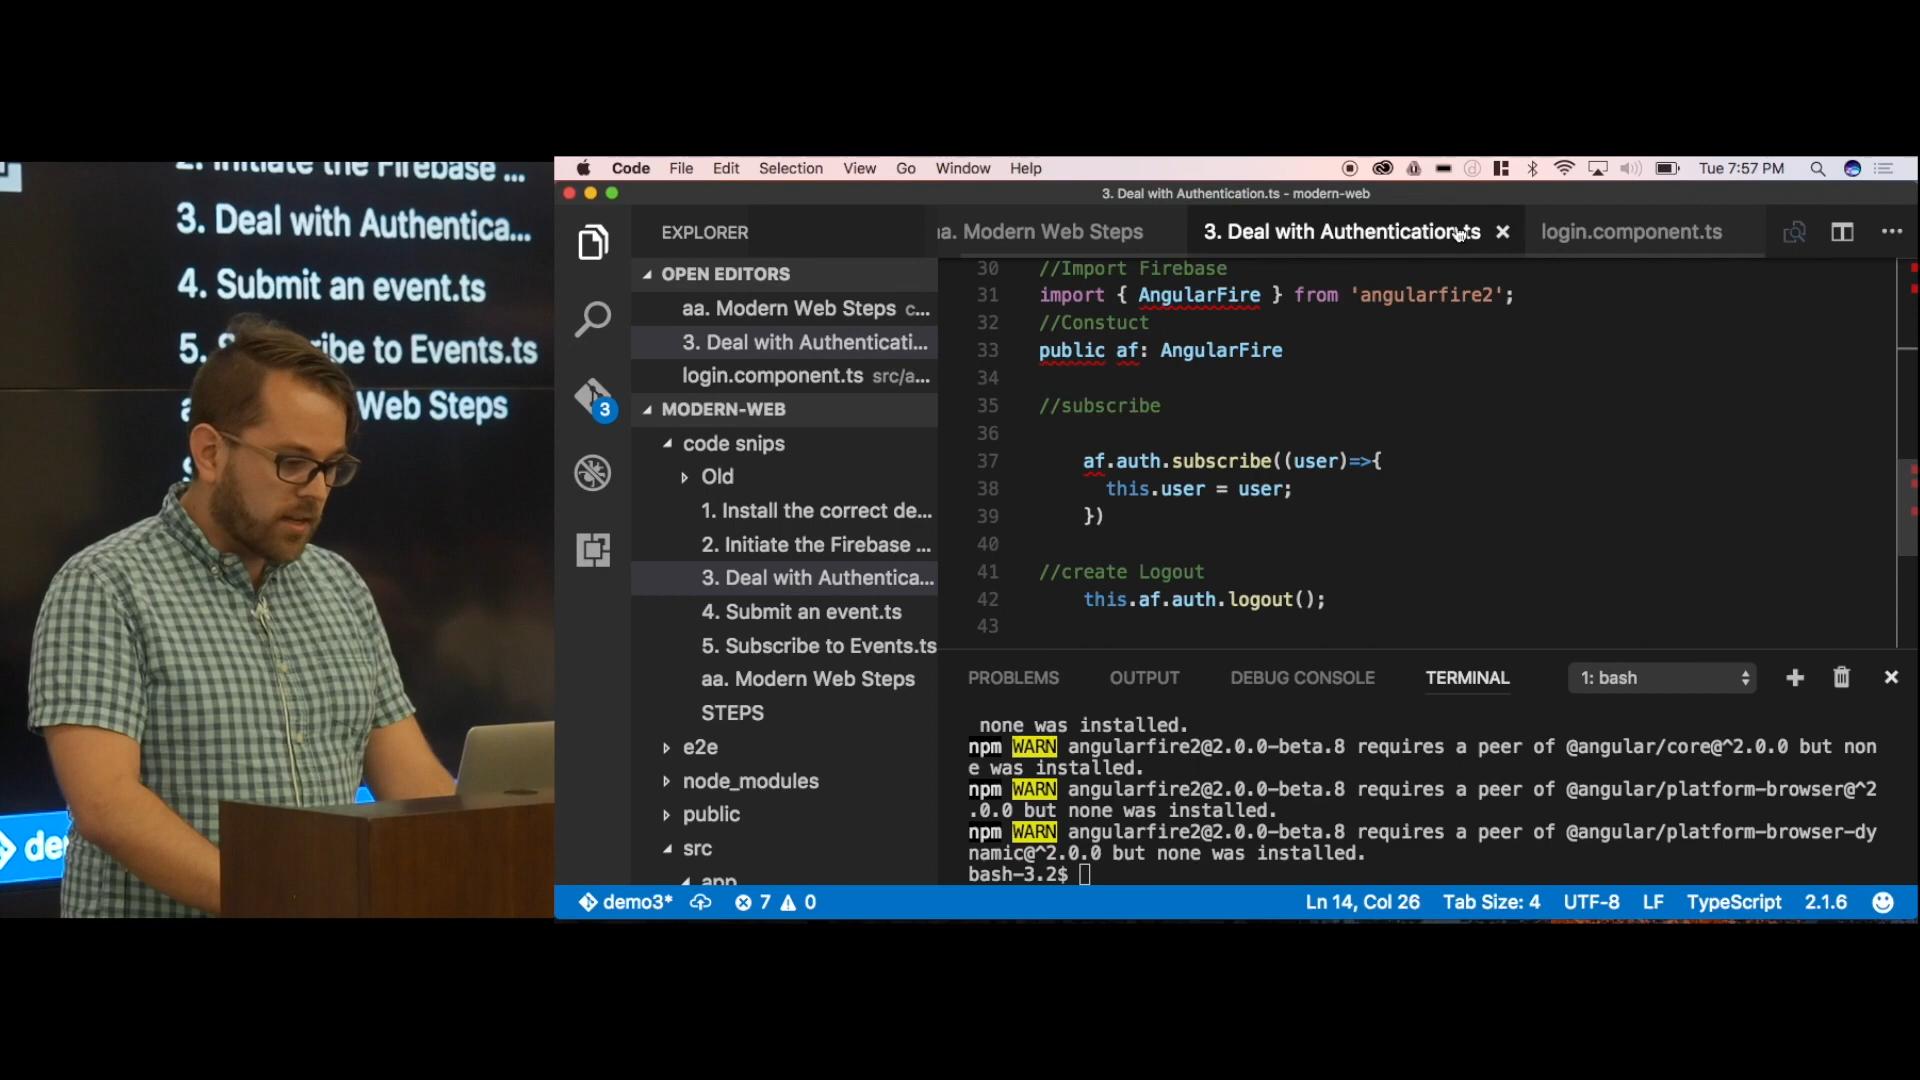 2. Initiate the Firebase ...
3. Deal with Authentica...
4. Submit an event.ts
5. Subscribe to Events.ts
Web Steps
de
Code File Edit Selection View Go Window Help
Tue 7:57 PM
3. Deal with Authentication.ts - modern-web
EXPLORER
OPEN EDITORS
aa. Modern Web Steps c...
3. Deal with Authenticati...
login.component.ts src/a...
MODERN-WEB
code snips
Old
1. Install the correct de...
2. Initiate the Firebase ...
3. Deal with Authentica...
4. Submit an event.ts
5. Subscribe to Events.ts
aa. Modern Web Steps
STEPS
e2e
node_modules
public
src
app
3
a. Modern Web Steps
3. Deal with Authentication.ts
login.component.ts
30 //Import Firebase
31 import { AngularFire } from 'angularfire2';
32 //Constuct
33 public af: AngularFire
34
35 //subscribe
36
37 af.auth.subscribe((user)=>{
38 this.user = user;
39 })
40
41 //create Logout
42 this.af.auth.logout();
43
PROBLEMS OUTPUT DEBUG CONSOLE TERMINAL 1: bash
none was installed.
npm WARN angularfire2@2.0.0-beta.8 requires a peer of @angular/core@^2.0.0 but non
e was installed.
npm WARN angularfire2@2.0.0-beta.8 requires a peer of @angular/platform-browser@^2
.0.0 but none was installed.
npm WARN angularfire2@2.0.0-beta.8 requires a peer of @angular/platform-browser-dy
namic@^2.0.0 but none was installed.
bash-3.2$
demo3* 7 0 Ln 14, Col 26 Tab Size: 4 UTF-8 LF TypeScript 2.1.6